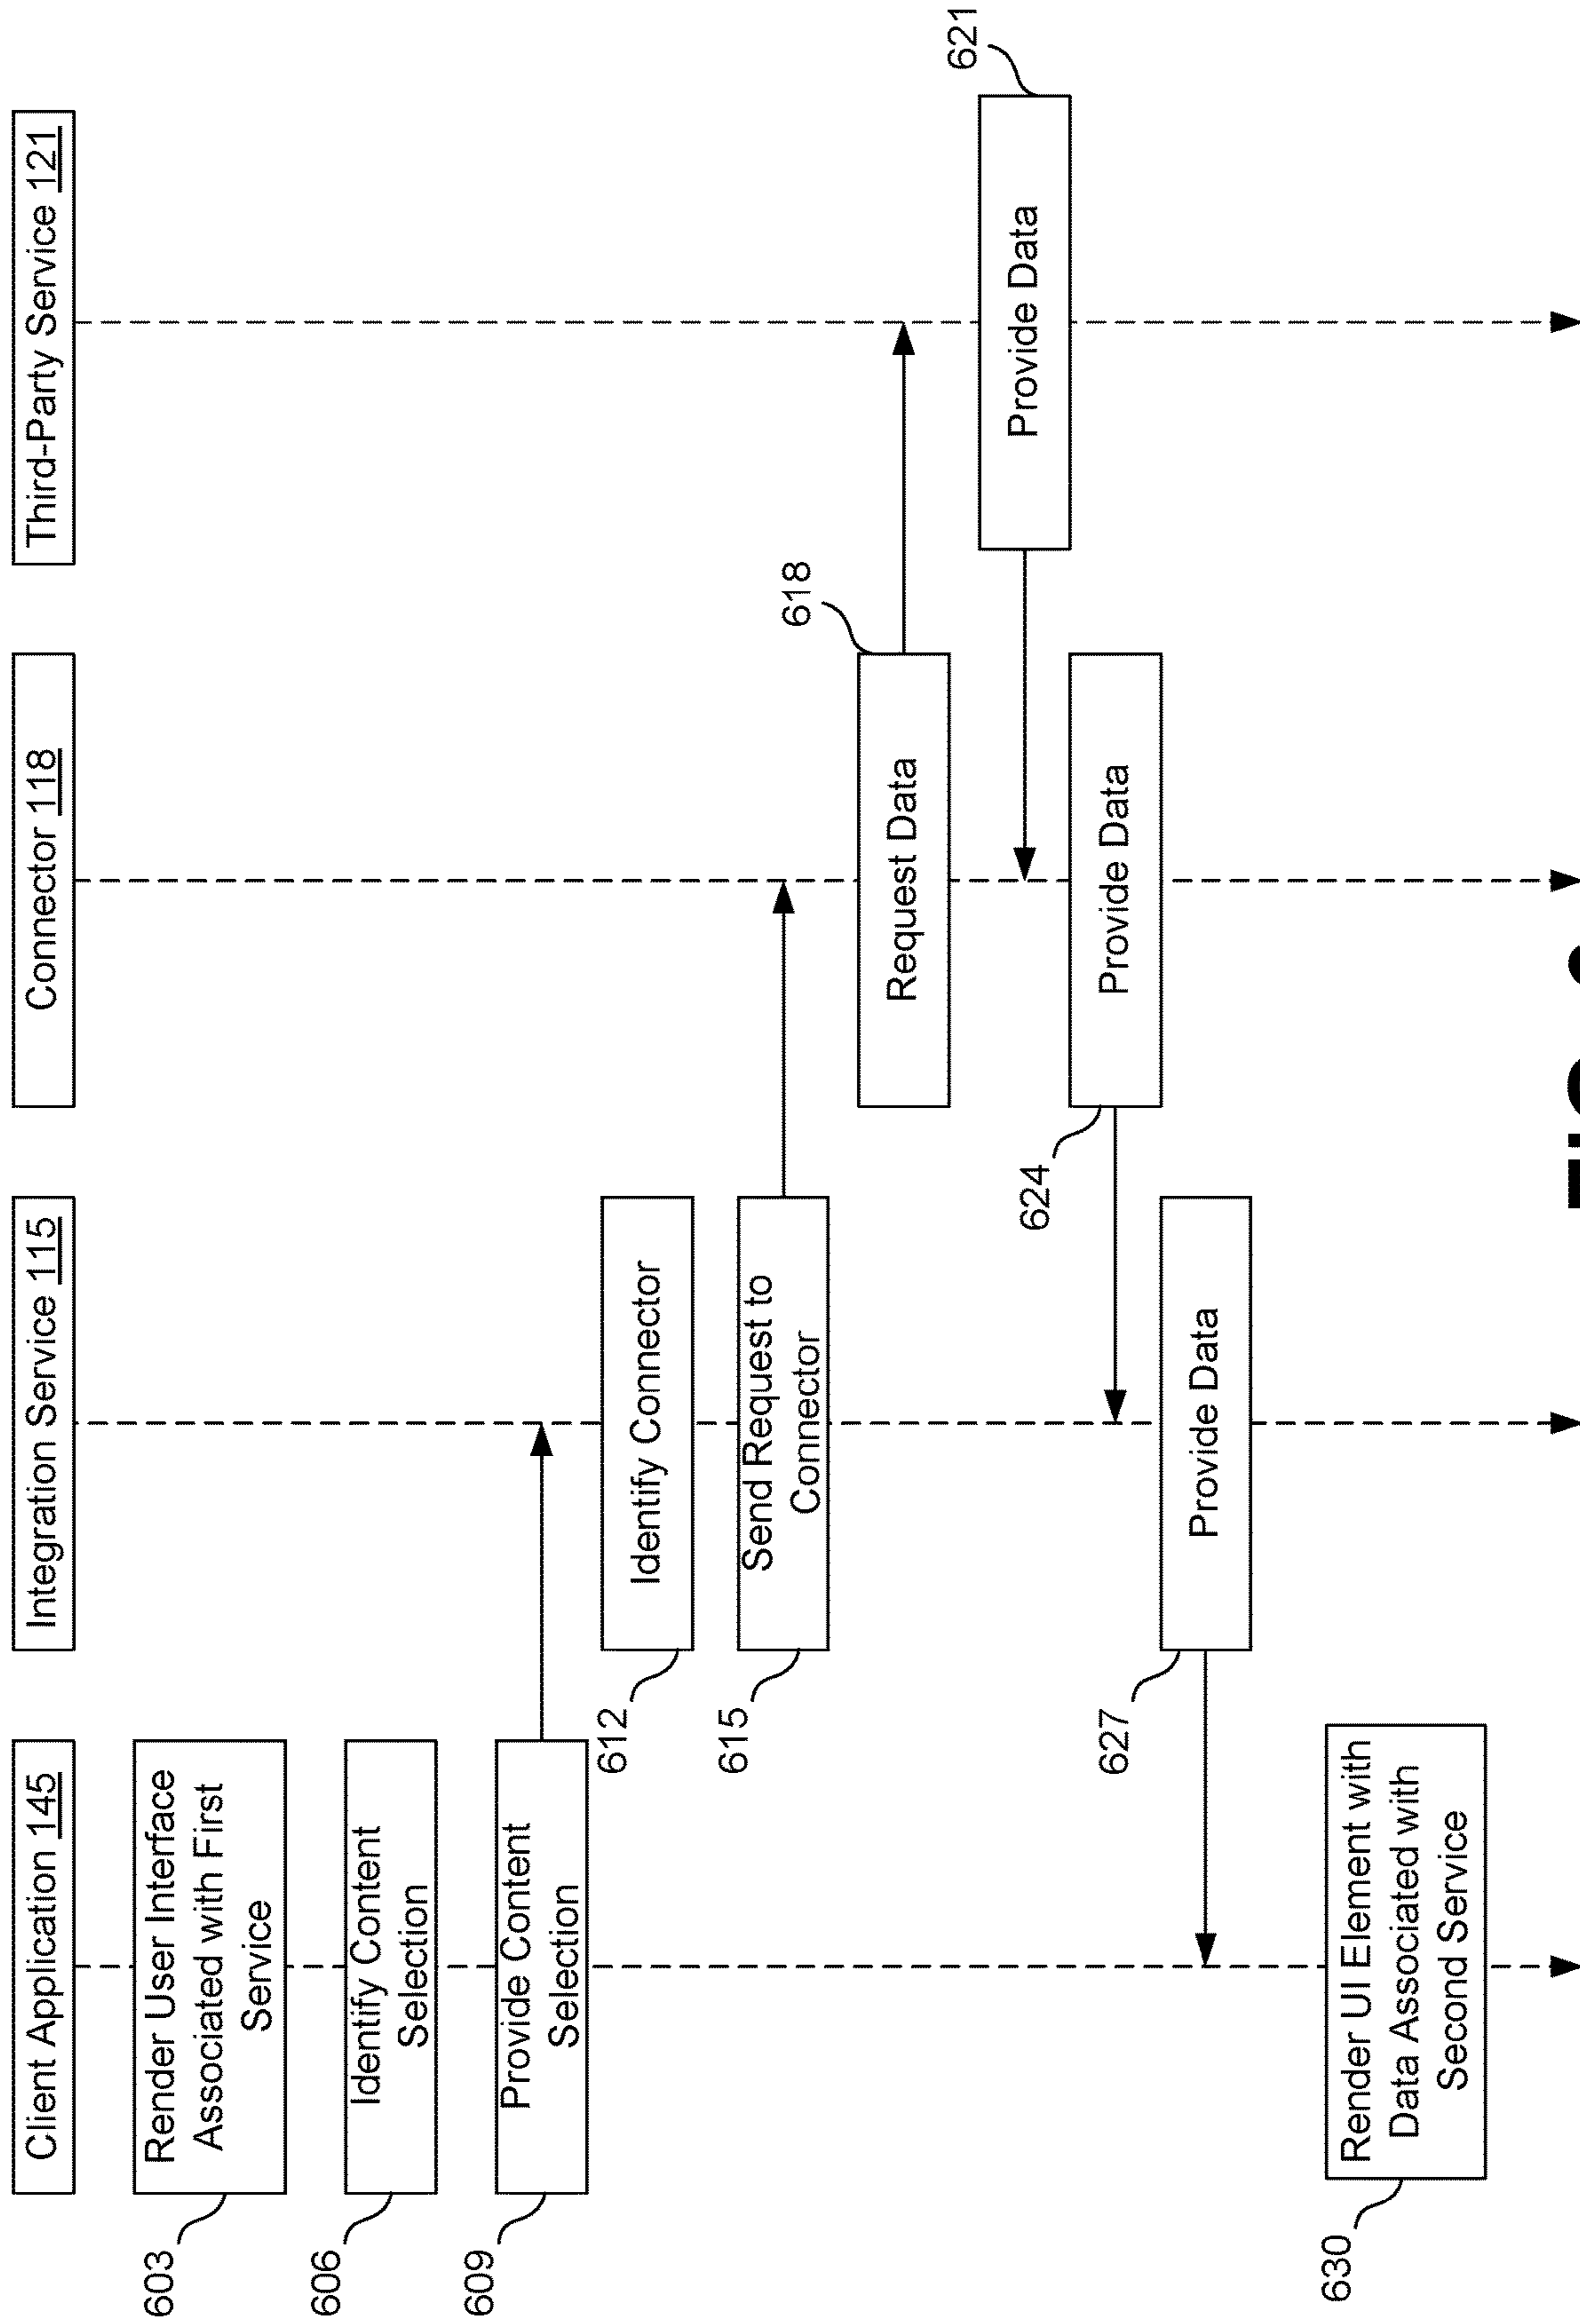 Client Application 145
Integration Service 115
Connector 118
Third-Party Service 121
603
Render User Interface
Associated with First
Service
606
Identify Content
Selection
609
Provide Content
Selection
612
Identify Connector
615
Send Request to
Connector
618
Request Data
621
Provide Data
624
Provide Data
627
Provide Data
630
Render UI Element with
Data Associated with
Second Service